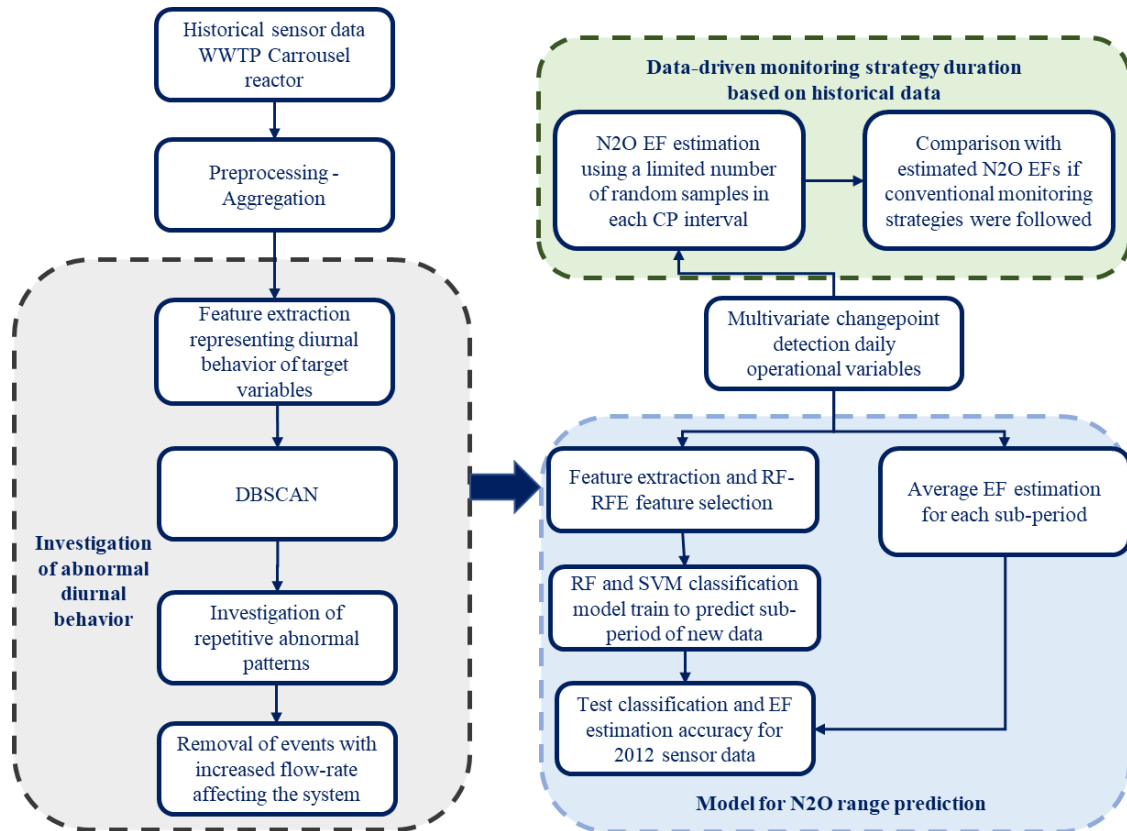 Historical sensor data
WWTP Carrousel
reactor
Preprocessing -
Aggregation
Feature extraction
representing diurnal
behavior of target
variables
DBSCAN
Investigation
of abnormal
diurnal
behavior
Investigation of
repetitive abnormal
patterns
Removal of events with
increased flow-rate
affecting the system
Data-driven monitoring strategy duration
based on historical data
N2O EF estimation
using a limited number
of random samples in
each CP interval
Comparison with
estimated N2O EFs if
conventional monitoring
strategies were followed
Multivariate changepoint
detection daily
operational variables
Feature extraction and RF-
RFE feature selection
Average EF estimation
for each sub-period
RF and SVM classification
model train to predict sub-
period of new data
Test classification and EF
estimation accuracy for
2012 sensor data
Model for N2O range prediction